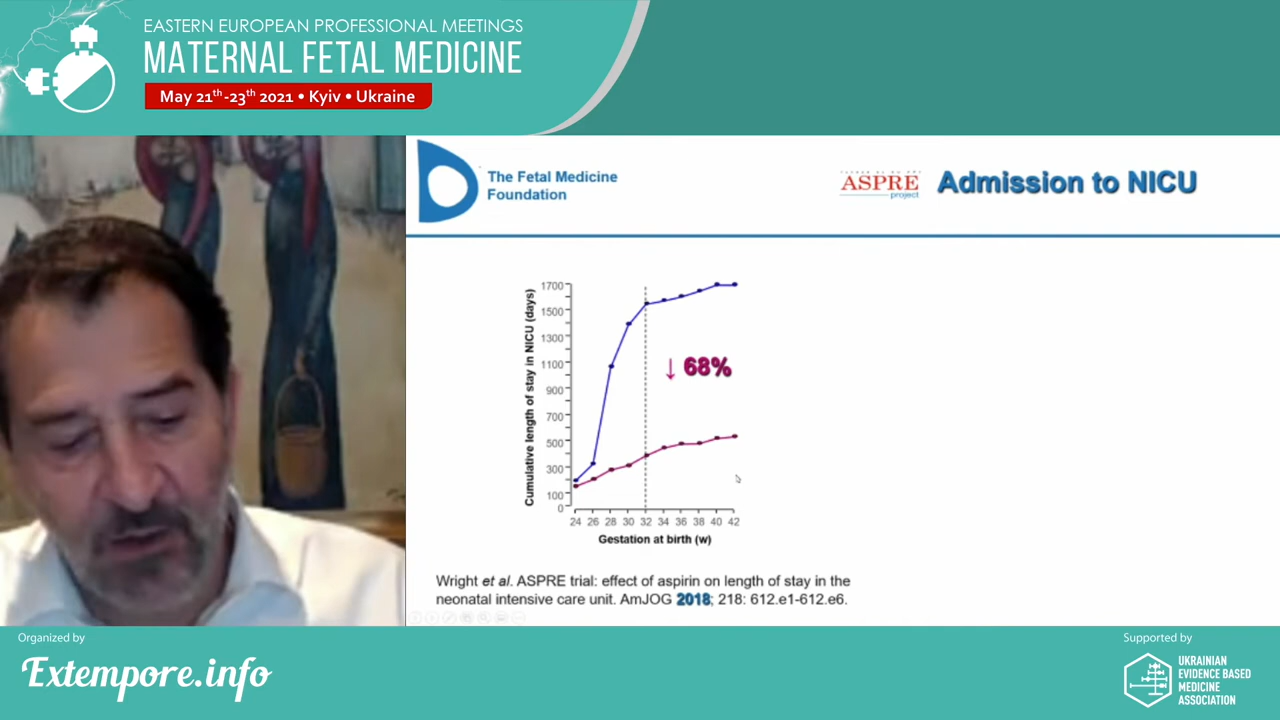 EASTERN EUROPEAN PROFESSIONAL MEETINGS
MATERNAL FETAL MEDICINE
May 21th-23th 2021 • Kyiv • Ukraine
The Fetal Medicine
Foundation
ASPRE
project
Admission to NICU
Cumulative length of stay in NICU (days)
1700
1500
1300
1100
900
700
500
300
100
0
↓ 68%
24 26 28 30 32 34 36 38 40 42
Gestation at birth (w)
Wright et al. ASPRE trial: effect of aspirin on length of stay in the
neonatal intensive care unit. AmJOG 2018; 218: 612.e1-612.e6.
Organized by
Extempore.info
Supported by
UKRAINIAN
EVIDENCE BASED
MEDICINE
ASSOCIATION